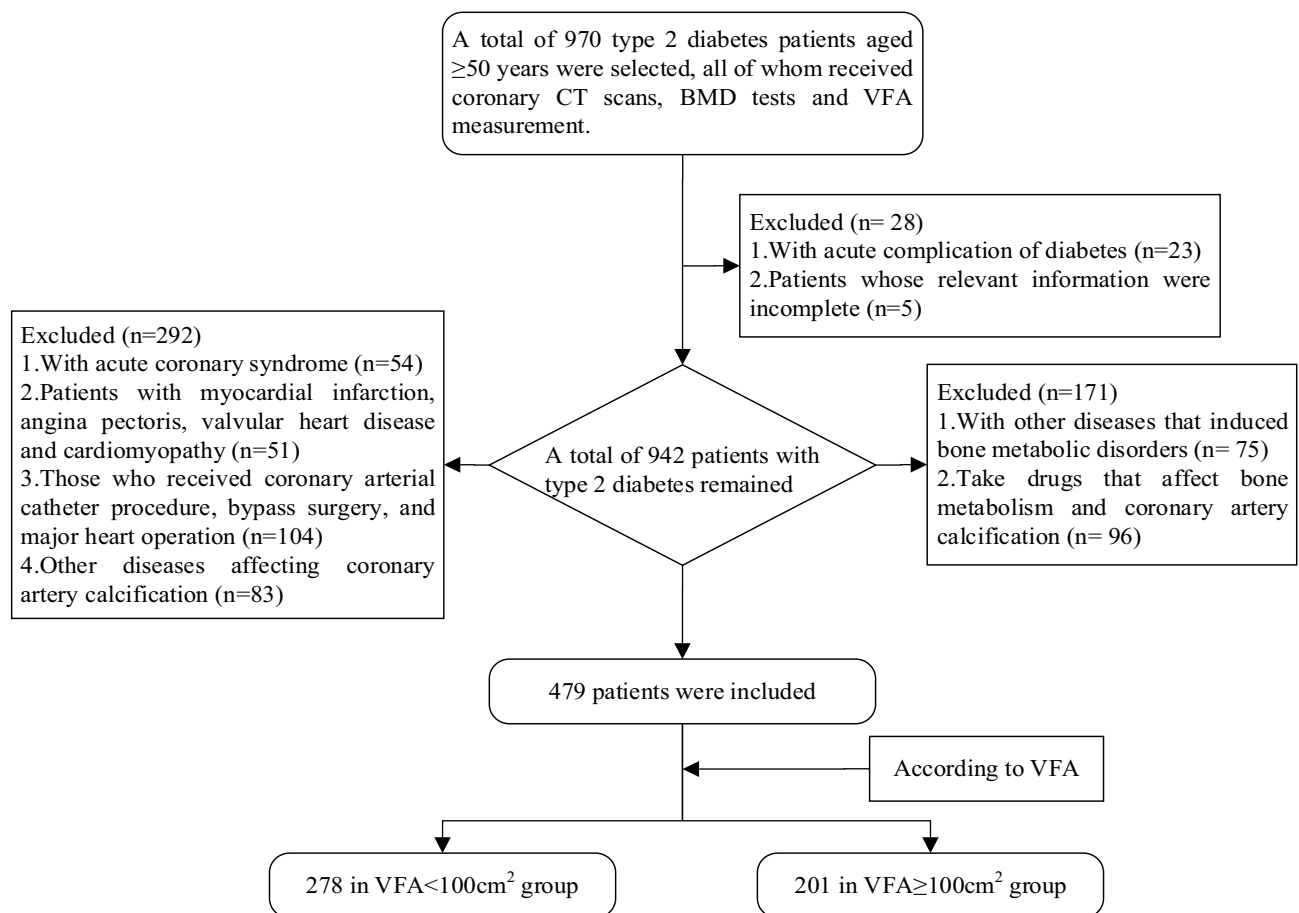 A total of 970 type 2 diabetes patients aged
≥50 years were selected, all of whom received
coronary CT scans, BMD tests and VFA
measurement.
Excluded (n= 28)
1.With acute complication of diabetes (n=23)
2.Patients whose relevant information were
incomplete (n=5)
Excluded (n=292)
1.With acute coronary syndrome (n=54)
2.Patients with myocardial infarction,
angina pectoris, valvular heart disease
and cardiomyopathy (n=51)
3.Those who received coronary arterial
catheter procedure, bypass surgery, and
major heart operation (n=104)
4.Other diseases affecting coronary
artery calcification (n=83)
A total of 942 patients with
type 2 diabetes remained
Excluded (n=171)
1.With other diseases that induced
bone metabolic disorders (n= 75)
2.Take drugs that affect bone
metabolism and coronary artery
calcification (n= 96)
479 patients were included
According to VFA
278 in VFA<100cm² group
201 in VFA≥100cm² group